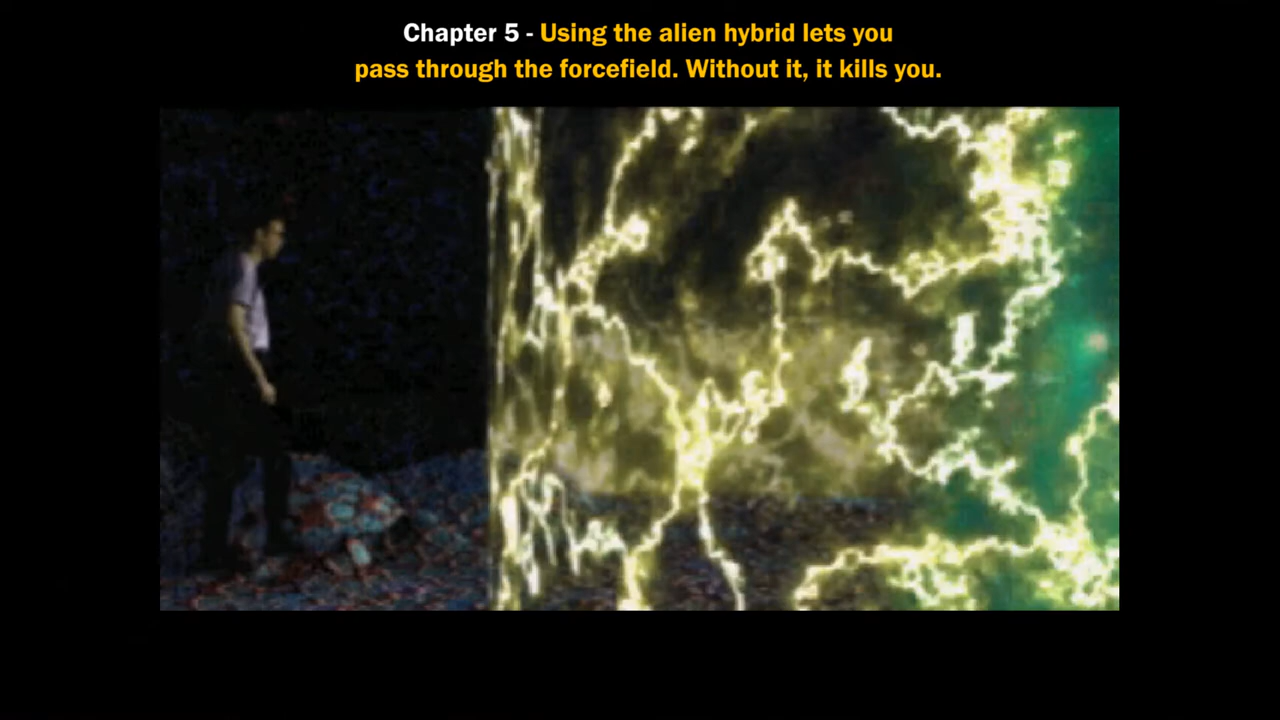 Chapter 5 - Using the alien hybrid lets you
pass through the forcefield. Without it, it kills you.